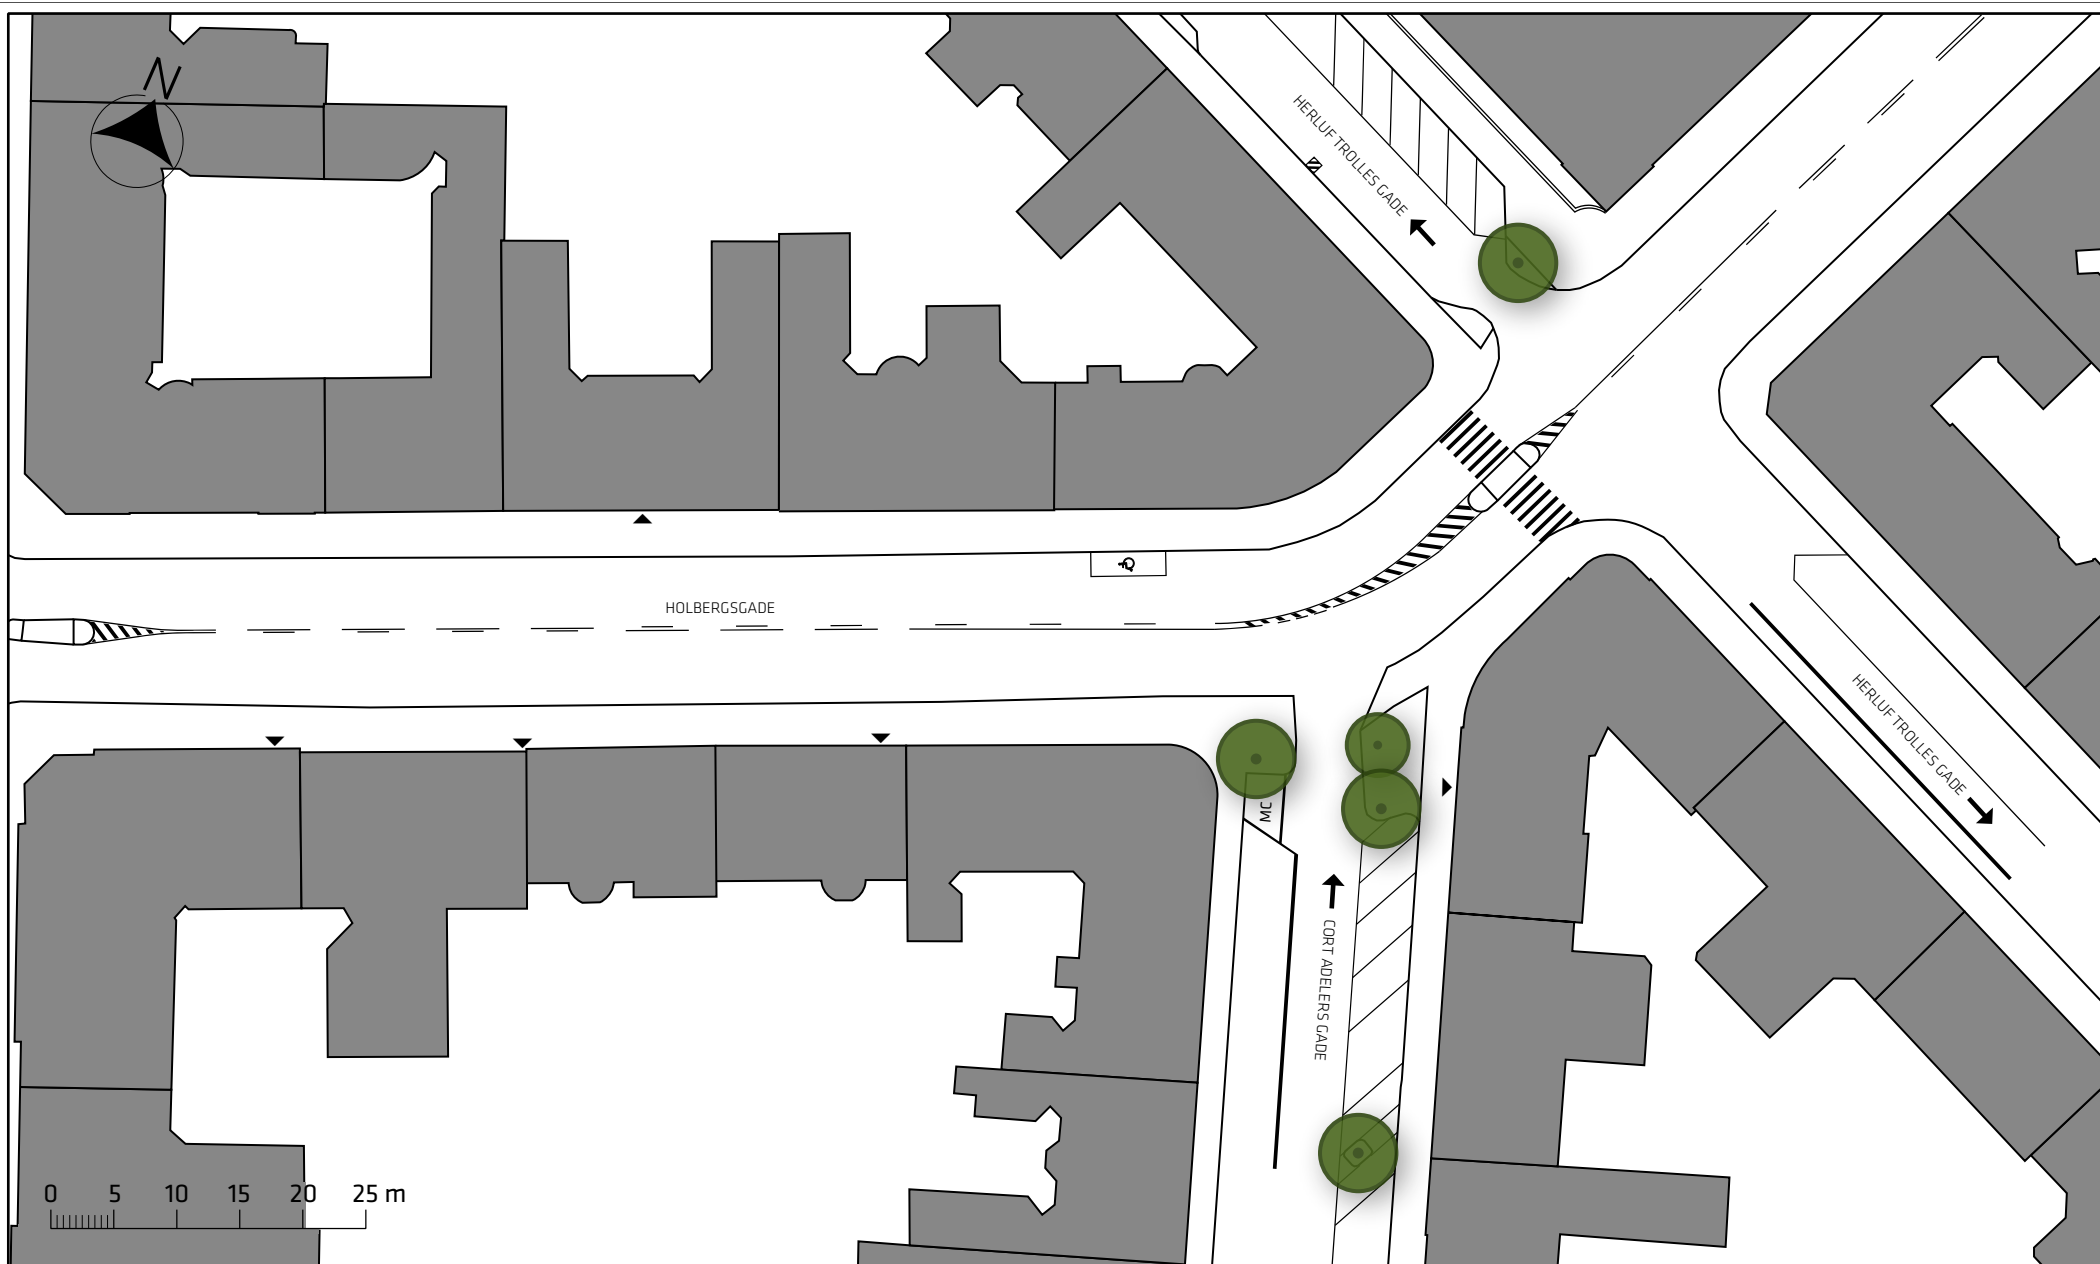 N
HERLUF TROLLES GADE
HOLBERGSGADE
HERLUF TROLLES GADE
MC
CORT ADELERS GADE
0 5 10 15 20 25 m